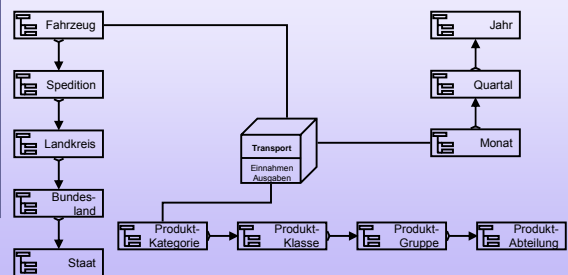 Fahrzeug
Spedition
Landkreis
Bundes-
land
Staat
Transport
Einnahmen
Ausgaben
Jahr
Quartal
Monat
Produkt-
Kategorie
Produkt-
Klasse
Produkt-
Gruppe
Produkt-
Abteilung